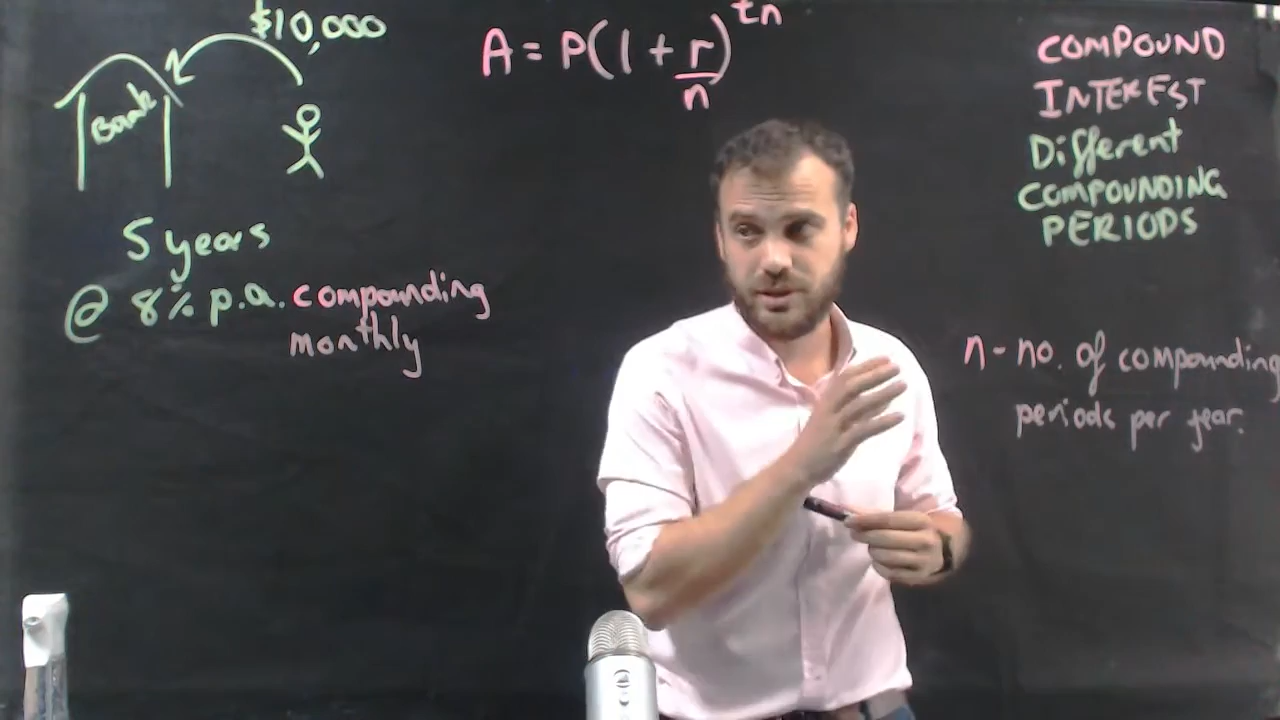 $10,000
Bank
5 years
@ 8% p.a. compounding
monthly
A = P(1 + r/n)^tn
COMPOUND
INTEREST
Different
COMPOUNDING
PERIODS
n - no. of compounding
periods per year.